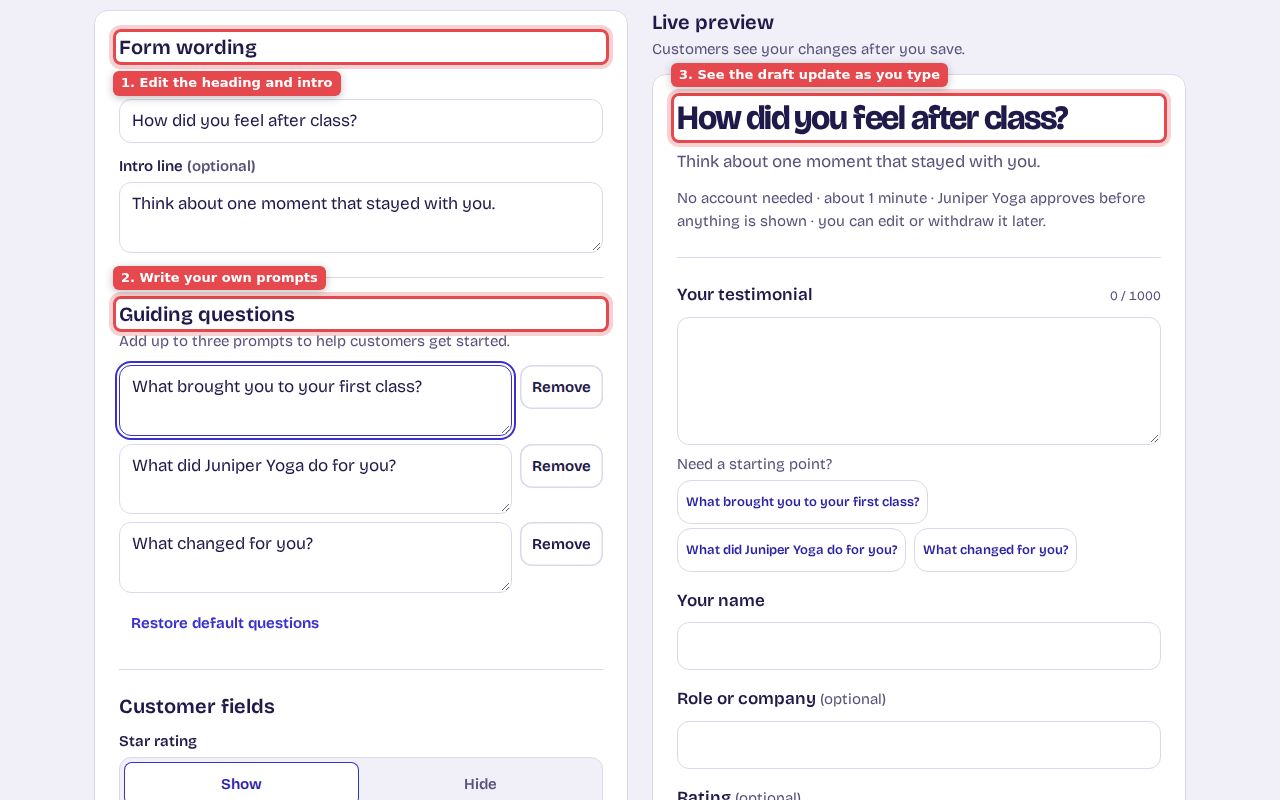 Form wording
1. Edit the heading and intro
How did you feel after class?
Intro line (optional)
Think about one moment that stayed with you.
2. Write your own prompts
Guiding questions
Add up to three prompts to help customers get started.
What brought you to your first class?
Remove
What did Juniper Yoga do for you?
Remove
What changed for you?
Remove
Restore default questions
Customer fields
Star rating
Show
Hide
Live preview
Customers see your changes after you save.
3. See the draft update as you type
How did you feel after class?
Think about one moment that stayed with you.
No account needed · about 1 minute · Juniper Yoga approves before
anything is shown · you can edit or withdraw it later.
Your testimonial
0 / 1000
Need a starting point?
What brought you to your first class?
What did Juniper Yoga do for you?
What changed for you?
Your name
Role or company (optional)
Rating (optional)